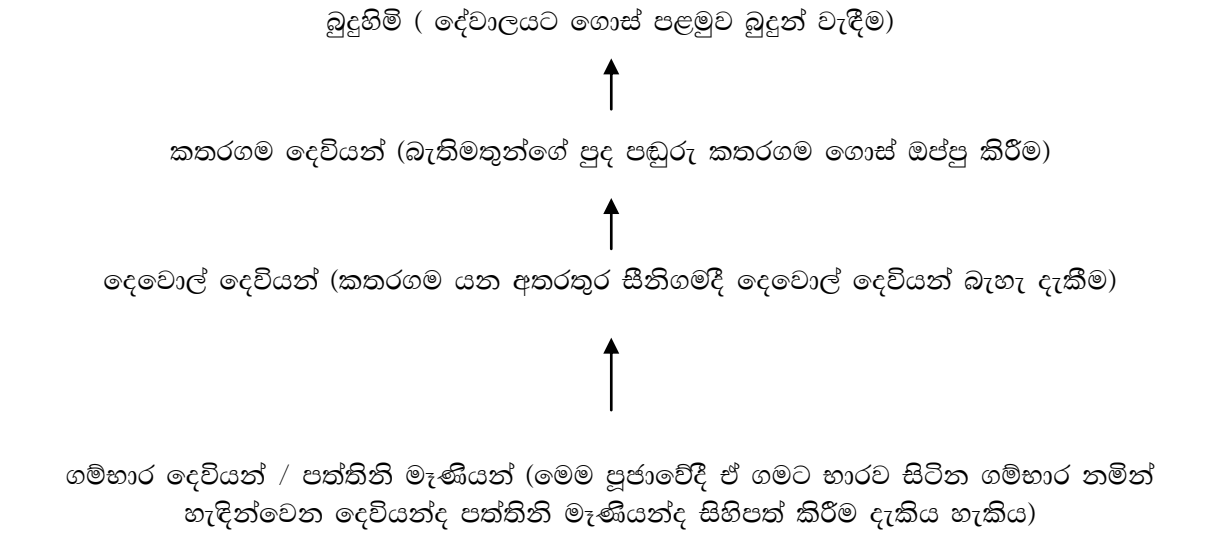 බුදුහිමි ( දේවාලයට ගොස් පළමුව බුදුන් වැඳීම)
කතරගම දෙවියන් (බැතිමතුන්ගේ පුද පඬුරු කතරගම ගොස් ඔප්පු කිරීම)
දෙවොල් දෙවියන් (කතරගම යන අතරතුර සීනිගමදී දෙවොල් දෙවියන් බැහැ දැකීම)
ගම්භාර දෙවියන් / පත්තිනි මෑණියන් (මෙම පූජාවේදී ඒ ගමට භාරව සිටින ගම්භාර නමින්
හැඳින්වෙන දෙවියන්ද පත්තිනි මෑණියන්ද සිහිපත් කිරීම දැකිය හැකිය)